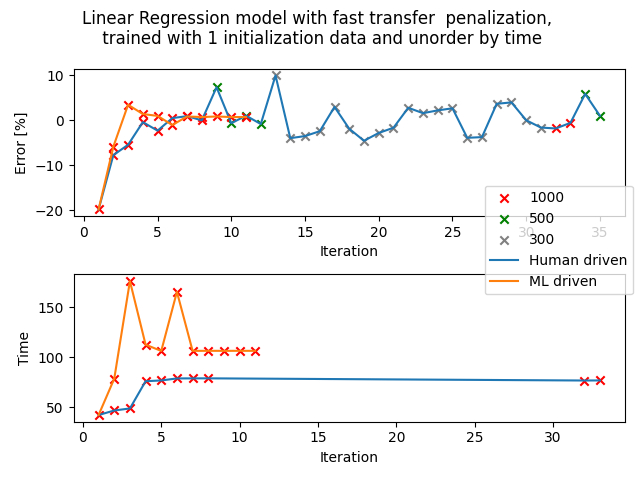 Linear Regression model with fast transfer  penalization,
trained with 1 initialization data and unorder by time
10
0
−10
−20
Error [%]
0 5 10 15 20 25 30 35
Iteration
1000
500
300
Human driven
ML driven
150
100
50
Time
0 5 10 15 20 25 30
Iteration